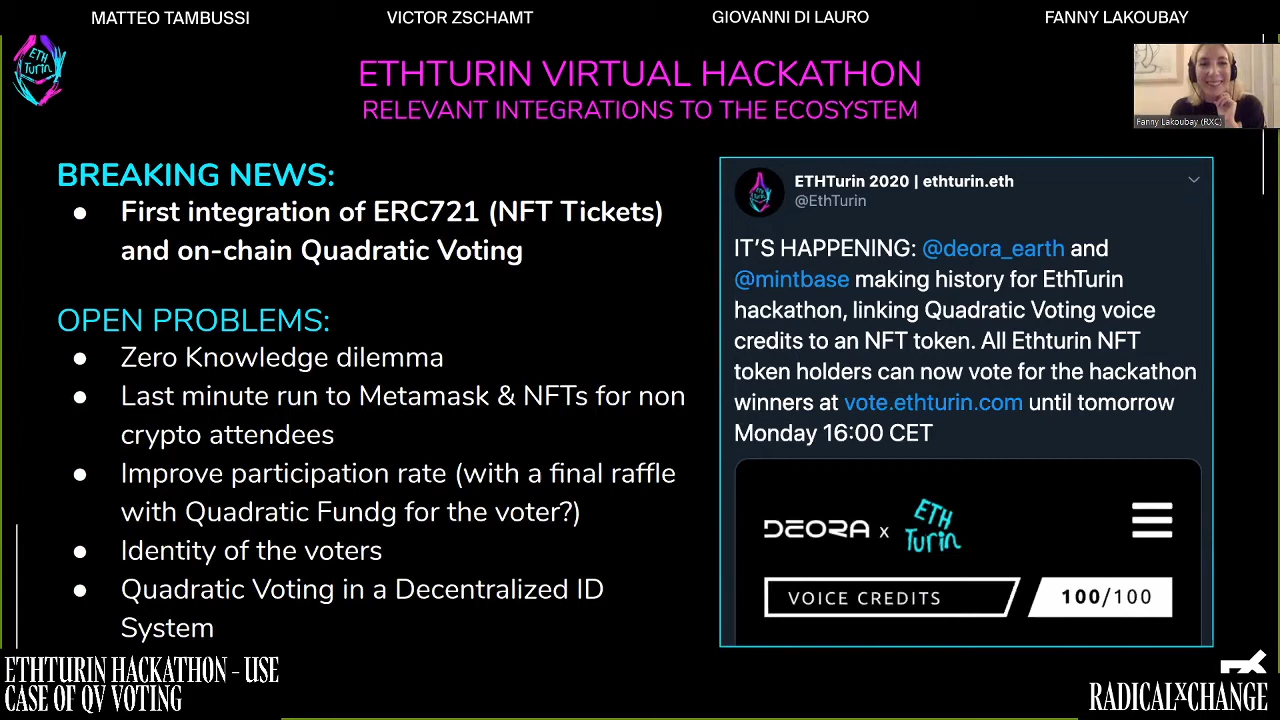 MATTEO TAMBUSSI
VICTOR ZSCHAMT
GIOVANNI DI LAURO
FANNY LAKOUBAY
ETH
Turin
ETHTURIN VIRTUAL HACKATHON
RELEVANT INTEGRATIONS TO THE ECOSYSTEM
Fanny Lakoubay (RXC)
BREAKING NEWS:
● First integration of ERC721 (NFT Tickets)
and on-chain Quadratic Voting
OPEN PROBLEMS:
● Zero Knowledge dilemma
● Last minute run to Metamask & NFTs for non
crypto attendees
● Improve participation rate (with a final raffle
with Quadratic Fundg for the voter?)
● Identity of the voters
● Quadratic Voting in a Decentralized ID
System
ETHTurin 2020 | ethturin.eth
@EthTurin
IT’S HAPPENING: @deora_earth and
@mintbase making history for EthTurin
hackathon, linking Quadratic Voting voice
credits to an NFT token. All Ethturin NFT
token holders can now vote for the hackathon
winners at vote.ethturin.com until tomorrow
Monday 16:00 CET
DEORA x ETH
Turin
VOICE CREDITS 100/100
ETHTURIN HACKATHON - USE
CASE OF QV VOTING
RADICALXCHANGE